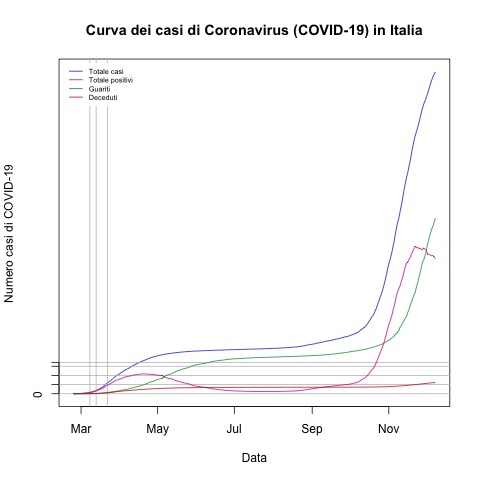 Curva dei casi di Coronavirus (COVID-19) in Italia
Totale casi
Totale positivi
Guariti
Deceduti
Numero casi di COVID-19
0
Mar May Jul Sep Nov
Data